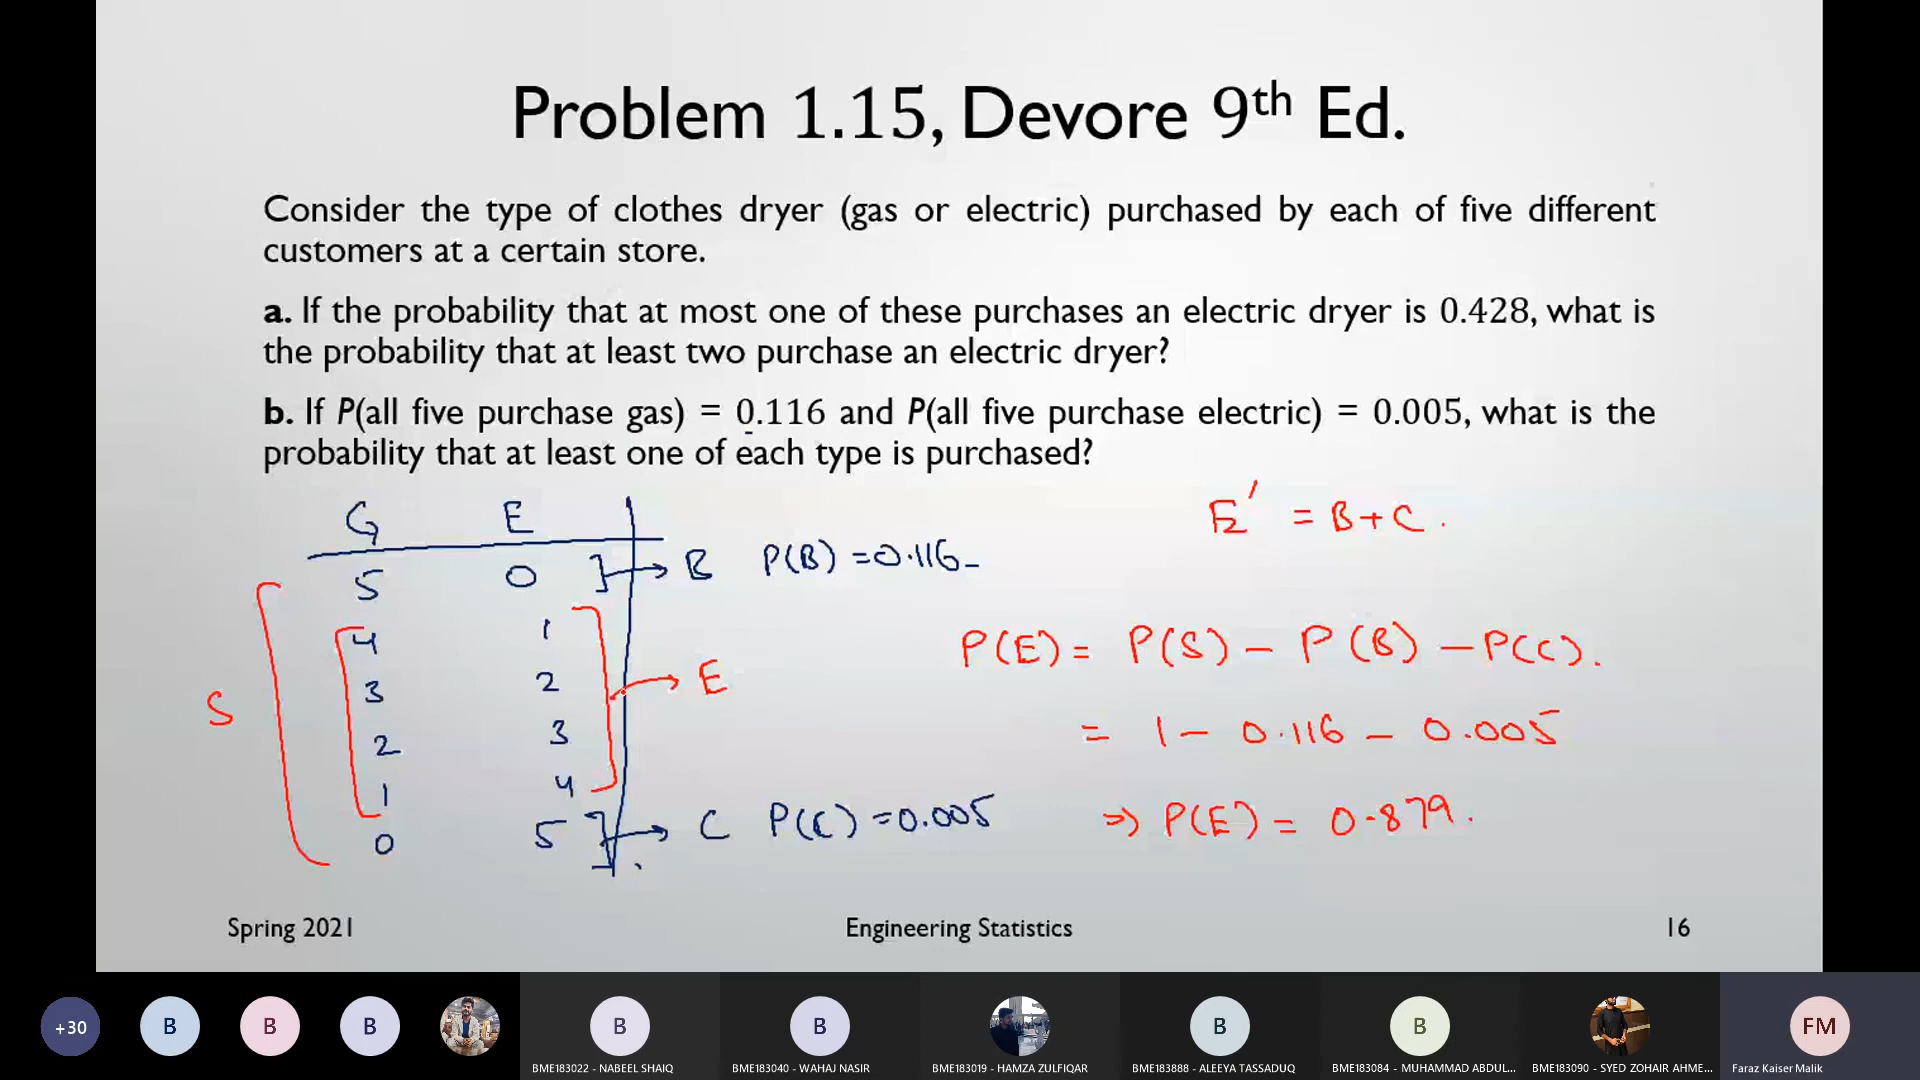 Problem 1.15, Devore 9th Ed.
Consider the type of clothes dryer (gas or electric) purchased by each of five different
customers at a certain store.
a. If the probability that at most one of these purchases an electric dryer is 0.428, what is
the probability that at least two purchase an electric dryer?
b. If P(all five purchase gas) = 0.116 and P(all five purchase electric) = 0.005, what is the
probability that at least one of each type is purchased?
G E
E' = B+C.
5 0 B P(B) = 0.116
4 1
P(E) = P(S) - P(B) - P(C).
3 2 E
S
2 3
= 1 - 0.116 - 0.005
1 4
0 5 C P(C) = 0.005
⇒ P(E) = 0.879.
Spring 2021 Engineering Statistics 16
+30 B B B B B B B FM
BME183022 - NABEEL SHAIQ
BME183040 - WAHAJ NASIR
BME183019 - HAMZA ZULFIQAR
BME183888 - ALEEYA TASSADUQ
BME183084 - MUHAMMAD ABDUL...
BME183090 - SYED ZOHAIR AHME...
Faraz Kaiser Malik